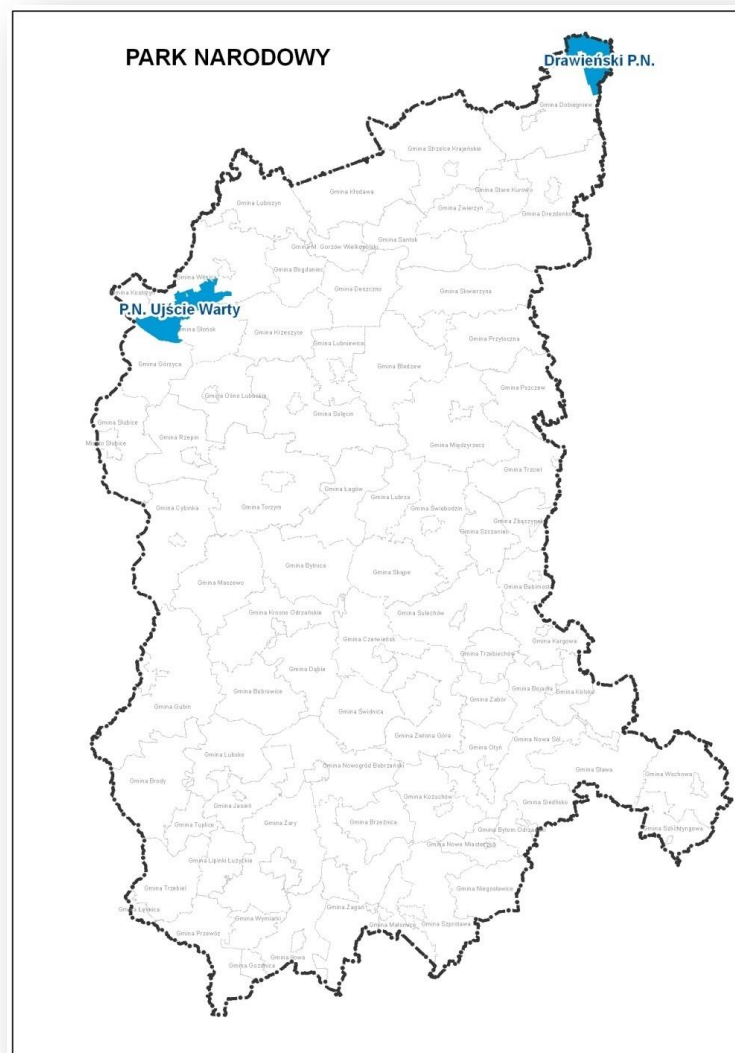 PARK NARODOWY
Drawieński P.N.
Gmina Dobiegniew
Gmina Strzelce Krajeńskie
Gmina Kłodawa
Gmina Stare Kurowo
Gmina Lubiszyn
Gmina Zwierzyn
Gmina Drezdenko
Gmina M. Gorzów Wielkopolski
Gmina Santok
Gmina Bogdaniec
Gmina Witnica
Gmina Deszczno
Gmina Skwierzyna
P.N. Ujście Warty
Gmina Słońsk
Gmina Krzeszyce
Gmina Lubniewice
Gmina Przytoczna
Gmina Górzyca
Gmina Bledzew
Gmina Pszczew
Gmina Ośno Lubuskie
Gmina Sulęcin
Gmina Słubice
Gmina Rzepin
Miasto Słubice
Gmina Międzyrzecz
Gmina Trzciel
Gmina Łagów
Gmina Lubrza
Gmina Cybinka
Gmina Torzym
Gmina Świebodzin
Gmina Zbąszynek
Gmina Szczaniec
Gmina Bytnica
Gmina Skąpe
Gmina Maszewo
Gmina Babimost
Gmina Krosno Odrzańskie
Gmina Sulechów
Gmina Czerwieńsk
Gmina Kargowa
Gmina Trzebiechów
Gmina Dąbie
Gmina Bobrowice
Gmina Bojadła
Gmina Kolsko
Gmina Zabór
Gmina Gubin
Gmina Świdnica
Gmina Zielona Góra
Gmina Nowa Sól
Gmina Otyń
Gmina Lubsko
Gmina Nowogród Bobrzański
Gmina Sława
Gmina Wschowa
Gmina Brody
Gmina Kożuchów
Gmina Jasień
Gmina Siedlisko
Gmina Tuplice
Gmina Żary
Gmina Brzeźnica
Gmina Bytom Odrzański
Gmina Szlichtyngowa
Gmina Nowe Miasteczko
Gmina Lipinki Łużyckie
Gmina Trzebiel
Gmina Niegosławice
Gmina Łęknica
Gmina Żagań
Gmina Wymiarki
Gmina Małomice
Gmina Szprotawa
Gmina Przewóz
Gmina Iłowa
Gmina Gozdnica